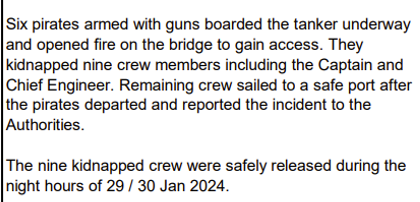 Six pirates armed with guns boarded the tanker underway
and opened fire on the bridge to gain access. They
kidnapped nine crew members including the Captain and
Chief Engineer. Remaining crew sailed to a safe port after
the pirates departed and reported the incident to the
Authorities.
The nine kidnapped crew were safely released during the
night hours of 29 / 30 Jan 2024.